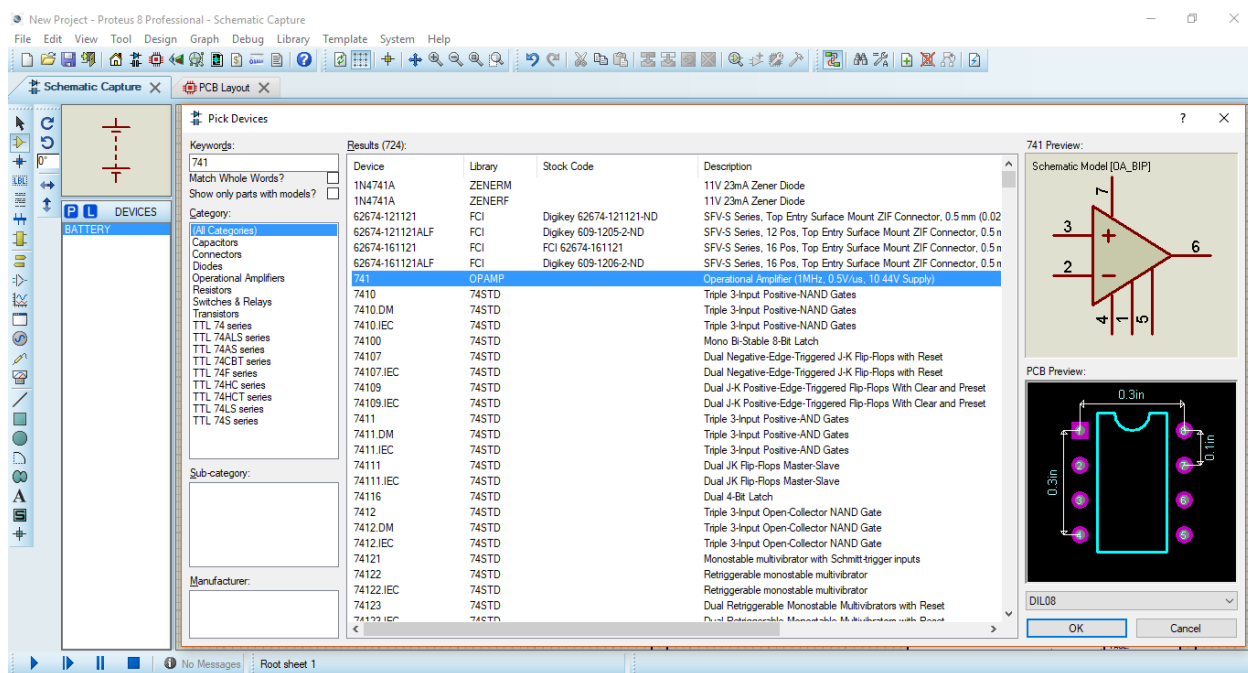 New Project - Proteus 8 Professional - Schematic Capture
File Edit View Tool Design Graph Debug Library Template System Help
Schematic Capture PCB Layout
Pick Devices
Keywords:
741
Match Whole Words?
Show only parts with models?
Category:
(All Categories)
Capacitors
Connectors
Diodes
Operational Amplifiers
Resistors
Switches & Relays
Transistors
TTL 74 series
TTL 74ALS series
TTL 74AS series
TTL 74CBT series
TTL 74F series
TTL 74HC series
TTL 74HCT series
TTL 74LS series
TTL 74S series
Sub-category:
Manufacturer:
0°
LBL
A
S
P L DEVICES
BATTERY
Results (724):
Device Library Stock Code Description
1N4741A ZENERM 11V 23mA Zener Diode
1N4741A ZENERF 11V 23mA Zener Diode
62674-121121 FCI Digikey 62674-121121-ND SFV-S Series, Top Entry Surface Mount ZIF Connector, 0.5 mm (0.02
62674-121121ALF FCI Digikey 609-1205-2-ND SFV-S Series, 12 Pos, Top Entry Surface Mount ZIF Connector, 0.5 m
62674-161121 FCI FCI 62674-161121 SFV-S Series, 16 Pos, Top Entry Surface Mount ZIF Connector, 0.5 m
62674-161121ALF FCI Digikey 609-1206-2-ND SFV-S Series, 16 Pos, Top Entry Surface Mount ZIF Connector, 0.5 m
741 OPAMP Operational Amplifier (1MHz, 0.5V/us, 10 44V Supply)
7410 74STD Triple 3-Input Positive-NAND Gates
7410.DM 74STD Triple 3-Input Positive-NAND Gates
7410.IEC 74STD Triple 3-Input Positive-NAND Gates
74100 74STD Mono Bi-Stable 8-Bit Latch
74107 74STD Dual Negative-Edge-Triggered J-K Flip-Flops with Reset
74107.IEC 74STD Dual Negative-Edge-Triggered J-K Flip-Flops with Reset
74109 74STD Dual J-K Positive-Edge-Triggered Flip-Flops With Clear and Preset
74109.IEC 74STD Dual J-K Positive-Edge-Triggered Flip-Flops With Clear and Preset
7411 74STD Triple 3-Input Positive-AND Gates
7411.DM 74STD Triple 3-Input Positive-AND Gates
7411.IEC 74STD Triple 3-Input Positive-AND Gates
74111 74STD Dual JK Flip-Flops Master-Slave
74111.IEC 74STD Dual JK Flip-Flops Master-Slave
74116 74STD Dual 4-Bit Latch
7412 74STD Triple 3-Input Open-Collector NAND Gate
7412.DM 74STD Triple 3-Input Open-Collector NAND Gate
7412.IEC 74STD Triple 3-Input Open-Collector NAND Gate
74121 74STD Monostable multivibrator with Schmitt-trigger inputs
74122 74STD Retriggerable monostable multivibrator
74122.IEC 74STD Retriggerable monostable multivibrator
74123 74STD Dual Retriggerable Monostable Multivibrators with Reset
74123.IEC 74STD Dual Retriggerable Monostable Multivibrators with Reset
741 Preview:
Schematic Model [OA_BIP]
7
3
6
2
4 1 5
PCB Preview:
0.3in
0.1in
0.3in
1 8
2 7
3 6
4 5
DIL08
OK Cancel
No Messages Root sheet 1